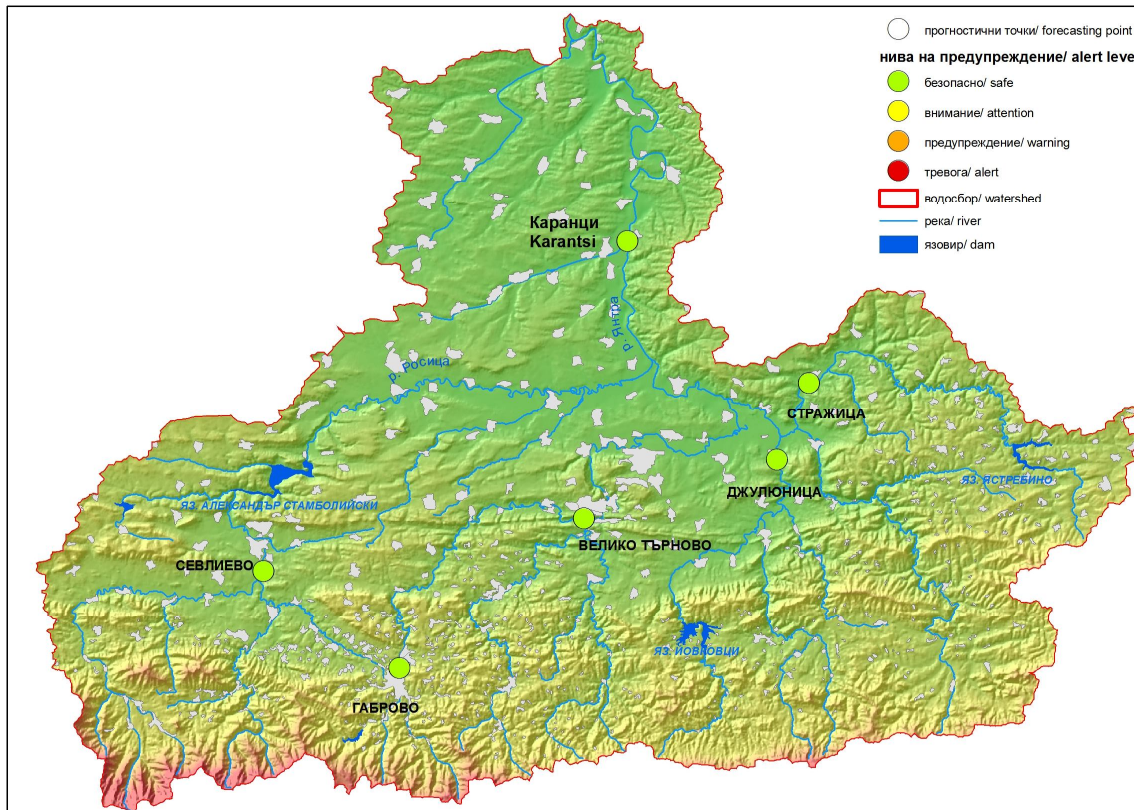 прогностични точки/ forecasting point
нива на предупреждение/ alert leve
безопасно/ safe
внимание/ attention
предупреждение/ warning
тревога/ alert
водосбор/ watershed
река/ river
язовир/ dam
Каранци
Karantsi
р. Янтра
р. Росица
СТРАЖИЦА
ДЖУЛЮНИЦА
ЯЗ. ЯСТРЕБИНО
ЯЗ. АЛЕКСАНДЪР СТАМБОЛИЙСКИ
ВЕЛИКО ТЪРНОВО
СЕВЛИЕВО
ЯЗ. ЙОВКОВЦИ
ГАБРОВО